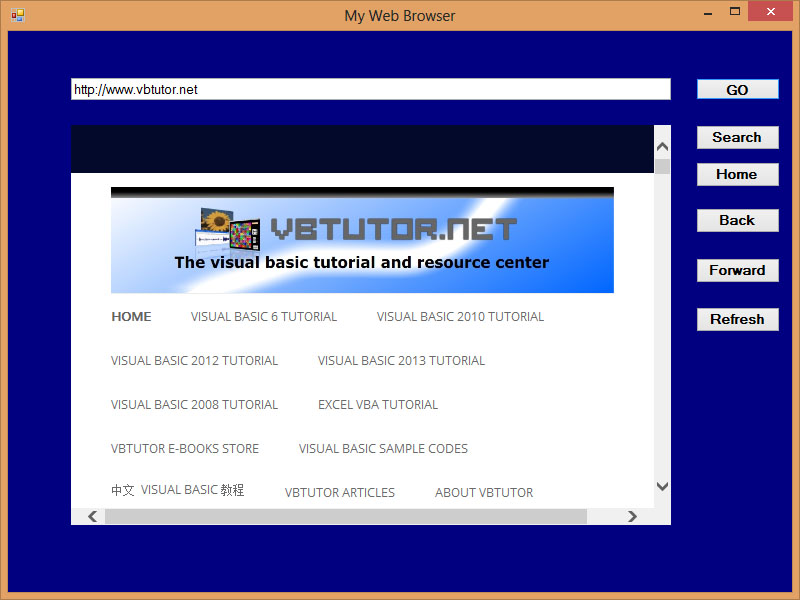 My Web Browser
http://www.vbtutor.net
GO
Search
Home
Back
Forward
Refresh
VBTUTOR.NET
The visual basic tutorial and resource center
HOME VISUAL BASIC 6 TUTORIAL VISUAL BASIC 2010 TUTORIAL
VISUAL BASIC 2012 TUTORIAL VISUAL BASIC 2013 TUTORIAL
VISUAL BASIC 2008 TUTORIAL EXCEL VBA TUTORIAL
VBTUTOR E-BOOKS STORE VISUAL BASIC SAMPLE CODES
中文 VISUAL BASIC 教程 VBTUTOR ARTICLES ABOUT VBTUTOR